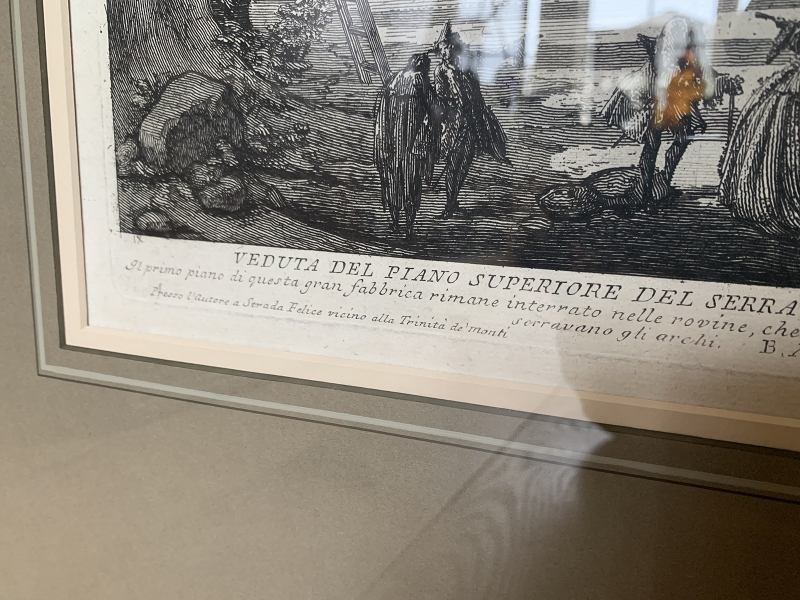 VEDUTA DEL PIANO SUPERIORE DEL SERRA
Il primo piano di questa gran fabbrica rimane interrato nelle rovine, che
serravano gli archi. B.
Presso l'autore a Strada Felice vicino alla Trinità de' monti